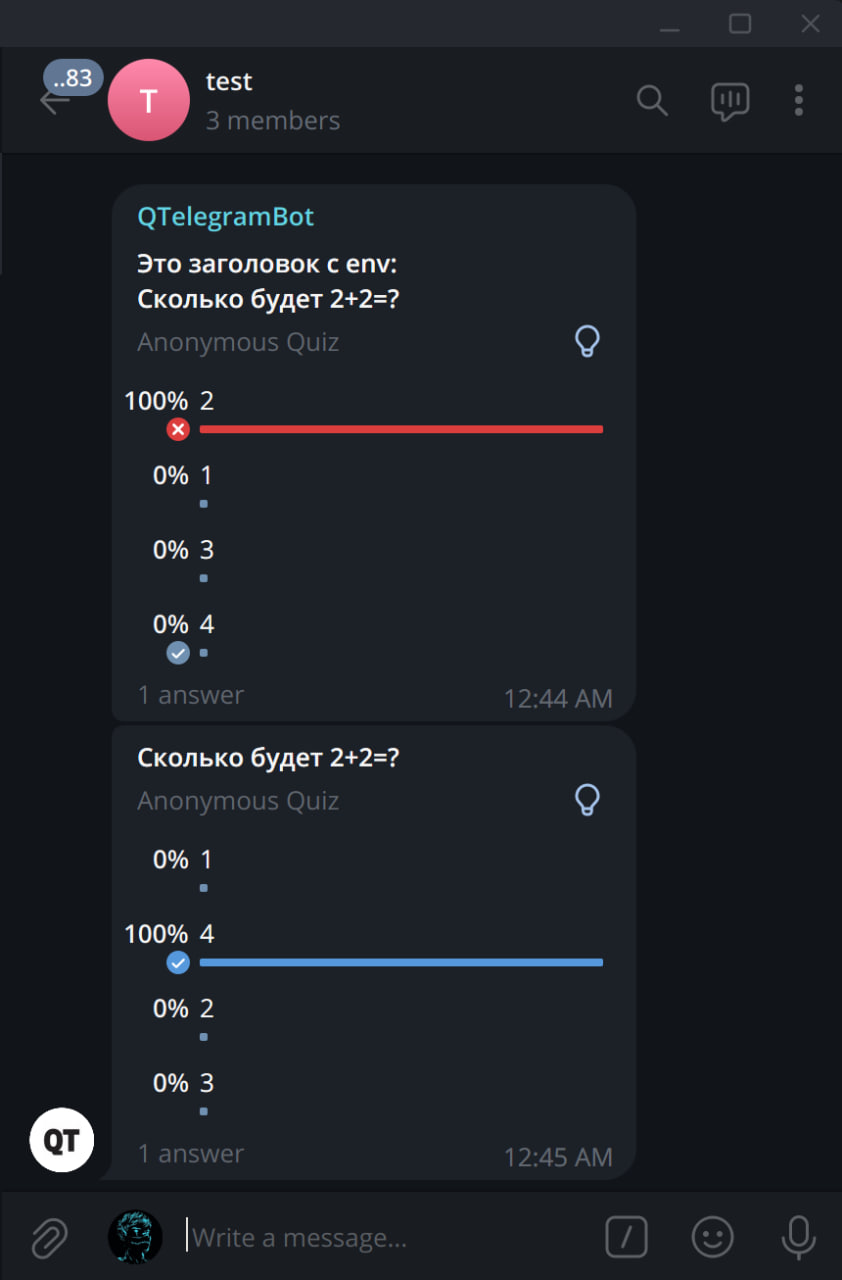 ..83
T
test
3 members
QTelegramBot
Это заголовок с env:
Сколько будет 2+2=?
Anonymous Quiz
100% 2
0% 1
0% 3
0% 4
1 answer
12:44 AM
Сколько будет 2+2=?
Anonymous Quiz
0% 1
100% 4
0% 2
0% 3
1 answer
12:45 AM
QT
Write a message...